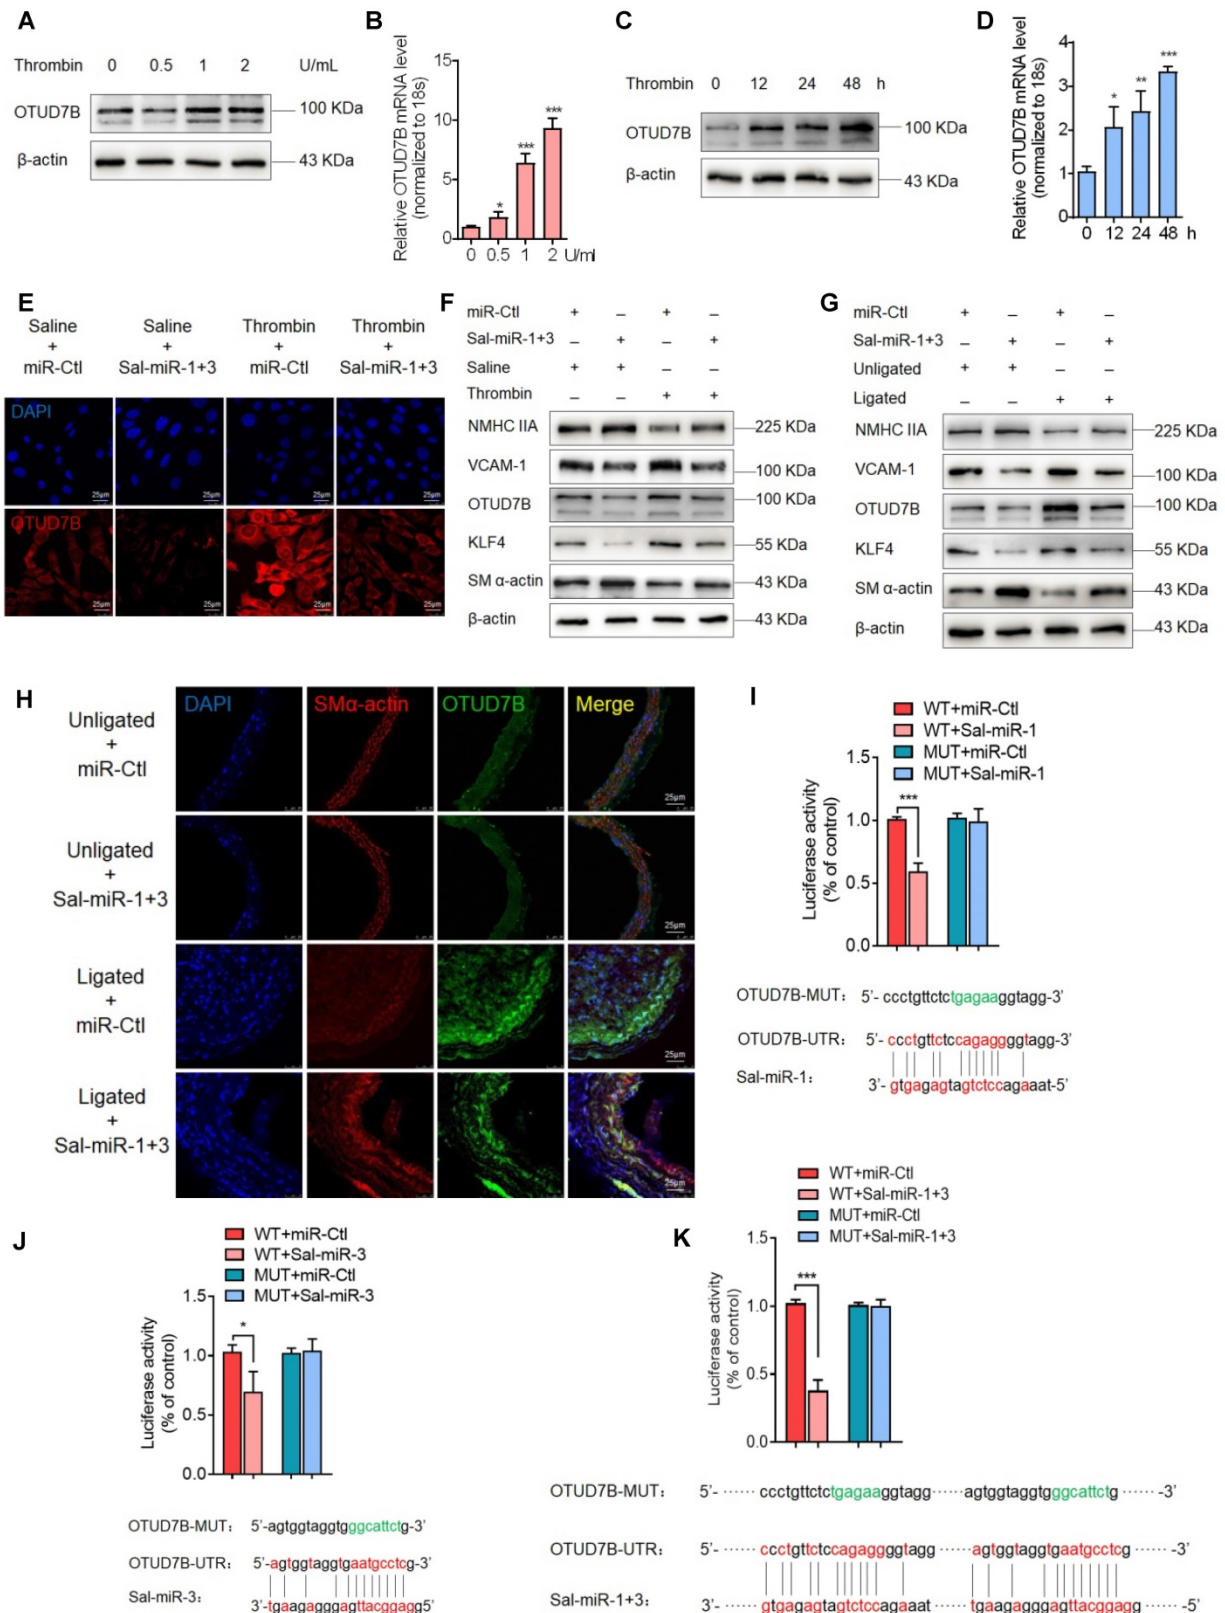 A
Thrombin 0 0.5 1 2 U/mL
OTUD7B 100 KDa
β-actin 43 KDa
B
Relative OTUD7B mRNA level
(normalized to 18s)
15
10
5
0
* *** ***
0 0.5 1 2 U/ml
C
Thrombin 0 12 24 48 h
OTUD7B 100 KDa
β-actin 43 KDa
D
Relative OTUD7B mRNA level
(normalized to 18s)
4
3
2
1
0
* ** ***
0 12 24 48 h
E
Saline + miR-Ctl
Saline + Sal-miR-1+3
Thrombin + miR-Ctl
Thrombin + Sal-miR-1+3
DAPI
25μm 25μm 25μm 25μm
OTUD7B
25μm 25μm 25μm 25μm
F
miR-Ctl + – + –
Sal-miR-1+3 – + – +
Saline + + – –
Thrombin – – + +
NMHC IIA 225 KDa
VCAM-1 100 KDa
OTUD7B 100 KDa
KLF4 55 KDa
SM α-actin 43 KDa
β-actin 43 KDa
G
miR-Ctl + – + –
Sal-miR-1+3 – + – +
Unligated + + – –
Ligated – – + +
NMHC IIA 225 KDa
VCAM-1 100 KDa
OTUD7B 100 KDa
KLF4 55 KDa
SM α-actin 43 KDa
β-actin 43 KDa
H
DAPI SMα-actin OTUD7B Merge
Unligated
+
miR-Ctl
25μm
Unligated
+
Sal-miR-1+3
25μm
Ligated
+
miR-Ctl
25μm
Ligated
+
Sal-miR-1+3
25μm
I
WT+miR-Ctl
WT+Sal-miR-1
MUT+miR-Ctl
MUT+Sal-miR-1
Luciferase activity
(% of control)
1.5
1.0
0.5
0.0
***
OTUD7B-MUT: 5'- ccctgttctctgagaaggtagg-3'
OTUD7B-UTR: 5'- ccctgttctccagaggggtagg-3'
Sal-miR-1: 3'- gtgagagtagtctccagaaat-5'
J
WT+miR-Ctl
WT+Sal-miR-3
MUT+miR-Ctl
MUT+Sal-miR-3
Luciferase activity
(% of control)
1.5
1.0
0.5
0.0
*
OTUD7B-MUT: 5'-agtggtaggtgggcattctg-3'
OTUD7B-UTR: 5'-agtggtaggtgaatgcctcg-3'
Sal-miR-3: 3'-tgaagagggagttacggagg5'
K
WT+miR-Ctl
WT+Sal-miR-1+3
MUT+miR-Ctl
MUT+Sal-miR-1+3
Luciferase activity
(% of control)
1.5
1.0
0.5
0.0
***
OTUD7B-MUT: 5'- ······ ccctgttctctgagaaggtagg ······ agtggtaggtgggcattctg ······ -3'
OTUD7B-UTR: 5'- ······ ccctgttctccagaggggtagg ······ agtggtaggtgaatgcctcg ······ -3'
Sal-miR-1+3: 3'- ······ gtgagagtagtctccagaaat ······ tgaagagggagttacggagg ······ -5'